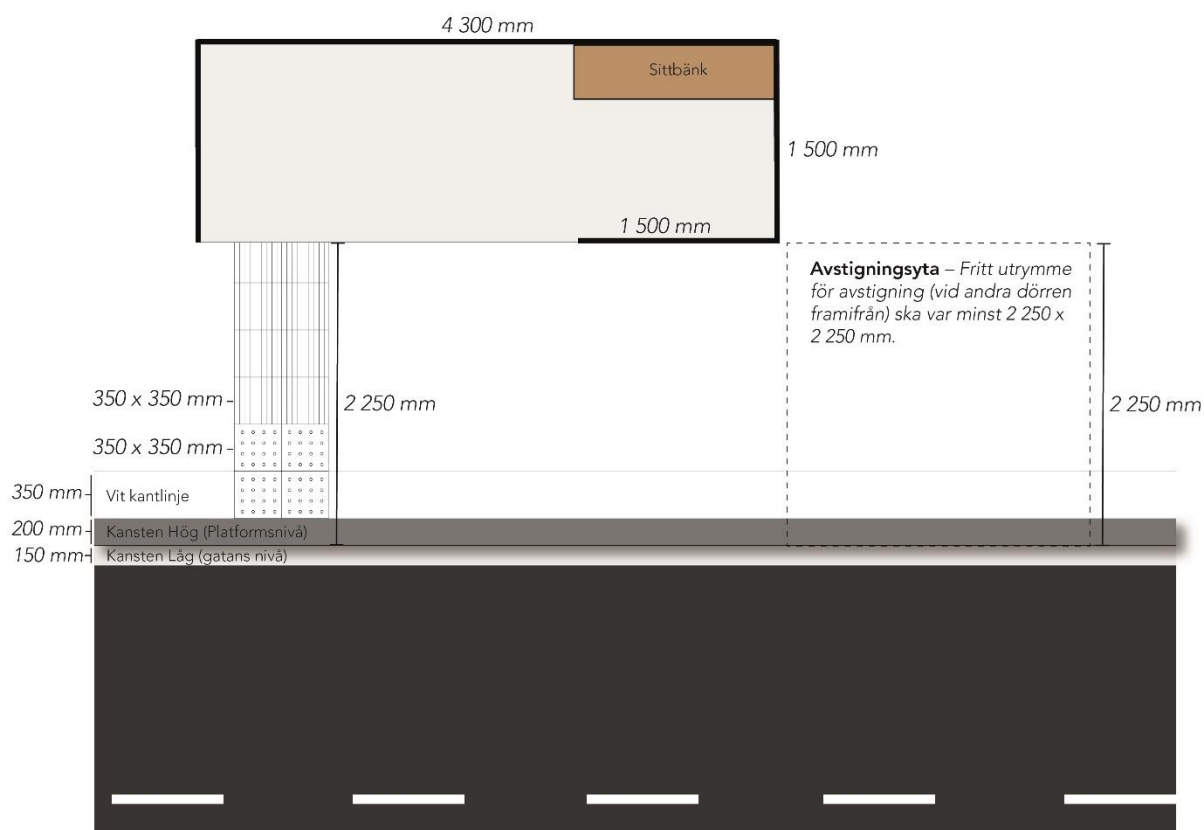 4 300 mm
Sittbänk
1 500 mm
1 500 mm
Avstigningsyta – Fritt utrymme
för avstigning (vid andra dörren
framifrån) ska var minst 2 250 x
2 250 mm.
350 x 350 mm
2 250 mm
2 250 mm
350 x 350 mm
350 mm
Vit kantlinje
200 mm
Kansten Hög (Platformsnivå)
150 mm
Kansten Låg (gatans nivå)